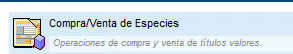 Compra/Venta de Especies
Operaciones de compra y venta de títulos valores.